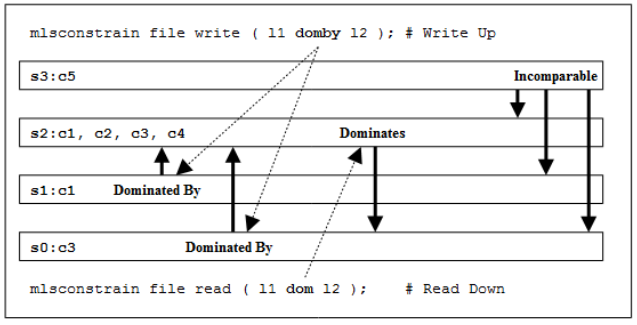 mlsconstrain file write ( l1 domby l2 ); # Write Up
s3:c5 Incomparable
s2:c1, c2, c3, c4 Dominates
s1:c1 Dominated By
s0:c3 Dominated By
mlsconstrain file read ( l1 dom l2 ); # Read Down